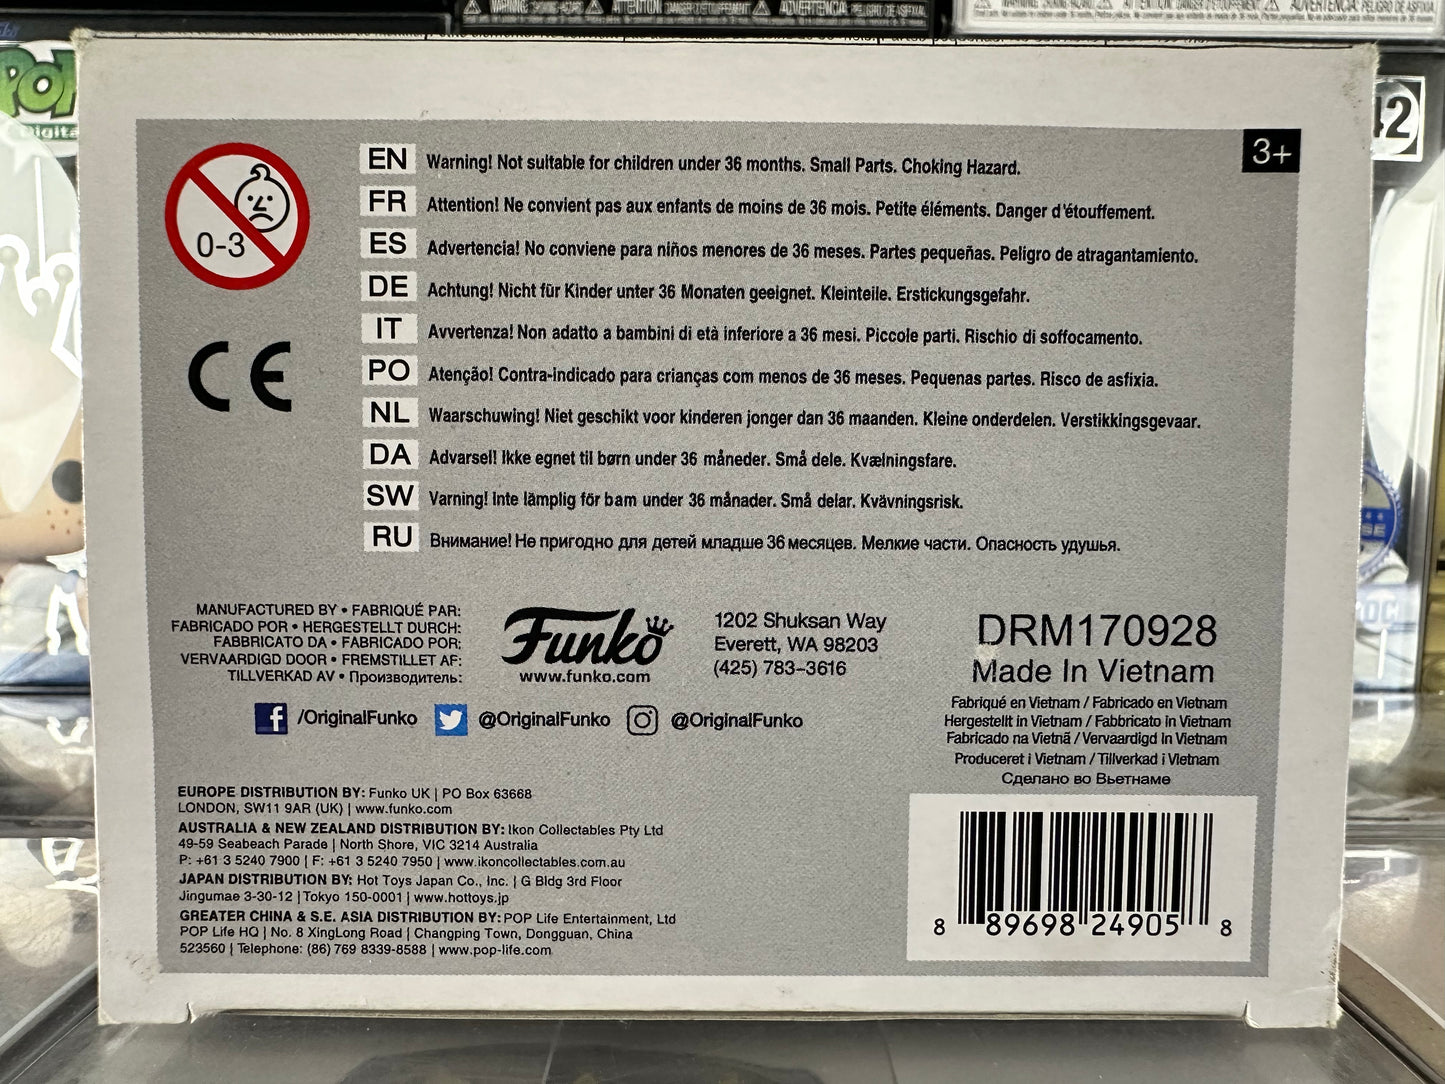 WARNING: CHOKING HAZARD
ATTENTION: DANGER D'ÉTOUFFEMENT
ADVERTENCIA: PELIGRO DE ASFIXIA
POP
Digital
42
3+
0-3
CE
EN Warning! Not suitable for children under 36 months. Small Parts. Choking Hazard.
FR Attention! Ne convient pas aux enfants de moins de 36 mois. Petite éléments. Danger d'étouffement.
ES Advertencia! No conviene para niños menores de 36 meses. Partes pequeñas. Peligro de atragantamiento.
DE Achtung! Nicht für Kinder unter 36 Monaten geeignet. Kleinteile. Erstickungsgefahr.
IT Avvertenza! Non adatto a bambini di età inferiore a 36 mesi. Piccole parti. Rischio di soffocamento.
PO Atenção! Contra-indicado para crianças com menos de 36 meses. Pequenas partes. Risco de asfixia.
NL Waarschuwing! Niet geschikt voor kinderen jonger dan 36 maanden. Kleine onderdelen. Verstikkingsgevaar.
DA Advarsel! Ikke egnet til børn under 36 måneder. Små dele. Kvælningsfare.
SW Varning! Inte lämplig för bam under 36 månader. Små delar. Kvävningsrisk.
RU Внимание! Не пригодно для детей младше 36 месяцев. Мелкие части. Опасность удушья.
MANUFACTURED BY • FABRIQUÉ PAR:
FABRICADO POR • HERGESTELLT DURCH:
FABBRICATO DA • FABRICADO POR:
VERVAARDIGD DOOR • FREMSTILLET AF:
TILLVERKAD AV • Производитель:
Funko
www.funko.com
1202 Shuksan Way
Everett, WA 98203
(425) 783-3616
/OriginalFunko @OriginalFunko @OriginalFunko
DRM170928
Made In Vietnam
Fabriqué en Vietnam / Fabricado en Vietnam
Hergestellt in Vietnam / Fabbricato in Vietnam
Fabricado na Vietnã / Vervaardigd in Vietnam
Produceret i Vietnam / Tillverkad i Vietnam
Сделано во Вьетнаме
EUROPE DISTRIBUTION BY: Funko UK | PO Box 63668
LONDON, SW11 9AR (UK) | www.funko.com
AUSTRALIA & NEW ZEALAND DISTRIBUTION BY: Ikon Collectables Pty Ltd
49-59 Seabeach Parade | North Shore, VIC 3214 Australia
P: +61 3 5240 7900 | F: +61 3 5240 7950 | www.ikoncollectables.com.au
JAPAN DISTRIBUTION BY: Hot Toys Japan Co., Inc. | G Bldg 3rd Floor
Jingumae 3-30-12 | Tokyo 150-0001 | www.hottoys.jp
GREATER CHINA & S.E. ASIA DISTRIBUTION BY: POP Life Entertainment, Ltd
POP Life HQ | No. 8 XingLong Road | Changping Town, Dongguan, China
523560 | Telephone: (86) 769 8339-8588 | www.pop-life.com
8 89698 24905 8